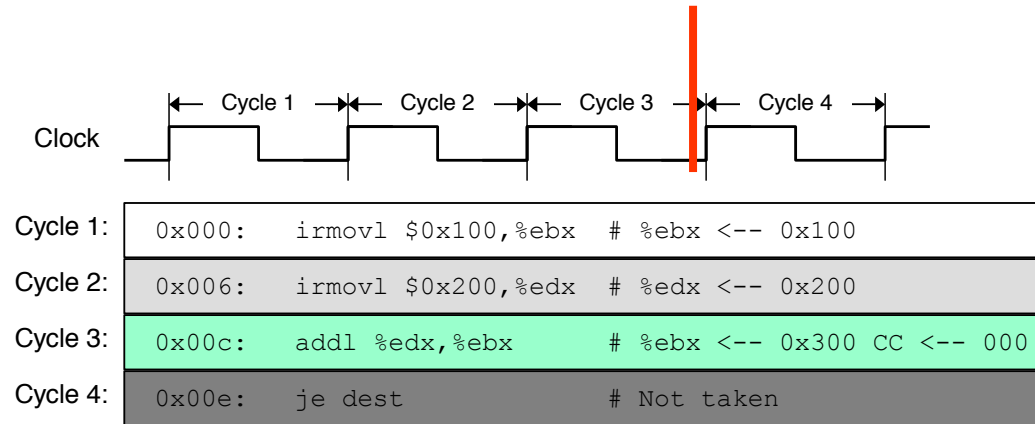 Cycle 1 Cycle 2 Cycle 3 Cycle 4
Clock
Cycle 1: 0x000: irmovl $0x100,%ebx # %ebx <-- 0x100
Cycle 2: 0x006: irmovl $0x200,%edx # %edx <-- 0x200
Cycle 3: 0x00c: addl %edx,%ebx # %ebx <-- 0x300 CC <-- 000
Cycle 4: 0x00e: je dest # Not taken